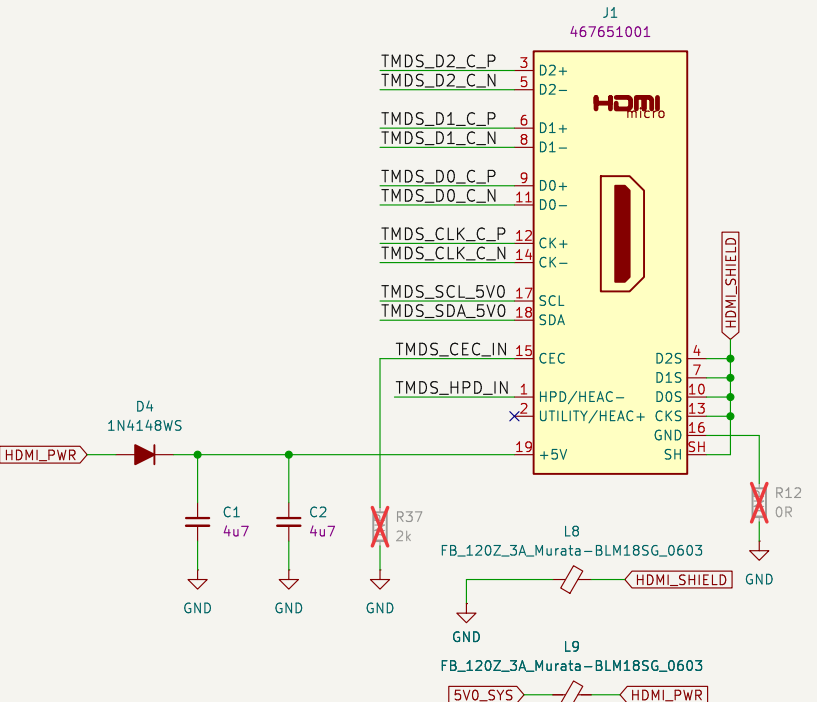 J1
467651001
TMDS_D2_C_P 3 D2+
TMDS_D2_C_N 5 D2-
HDMI
micro
TMDS_D1_C_P 6 D1+
TMDS_D1_C_N 8 D1-
TMDS_D0_C_P 9 D0+
TMDS_D0_C_N 11 D0-
TMDS_CLK_C_P 12 CK+
TMDS_CLK_C_N 14 CK-
HDMI_SHIELD
TMDS_SCL_5V0 17 SCL
TMDS_SDA_5V0 18 SDA
TMDS_CEC_IN 15 CEC D2S 4
D1S 7
TMDS_HPD_IN 1 HPD/HEAC- D0S 10
2 UTILITY/HEAC+ CKS 13
GND 16
19 +5V SH SH
D4
1N4148WS
HDMI_PWR
C1
4u7
C2
4u7
R37
2k
R12
0R
GND
GND
GND
GND
L8
FB_120Z_3A_Murata-BLM18SG_0603
HDMI_SHIELD
GND
L9
FB_120Z_3A_Murata-BLM18SG_0603
5V0_SYS HDMI_PWR